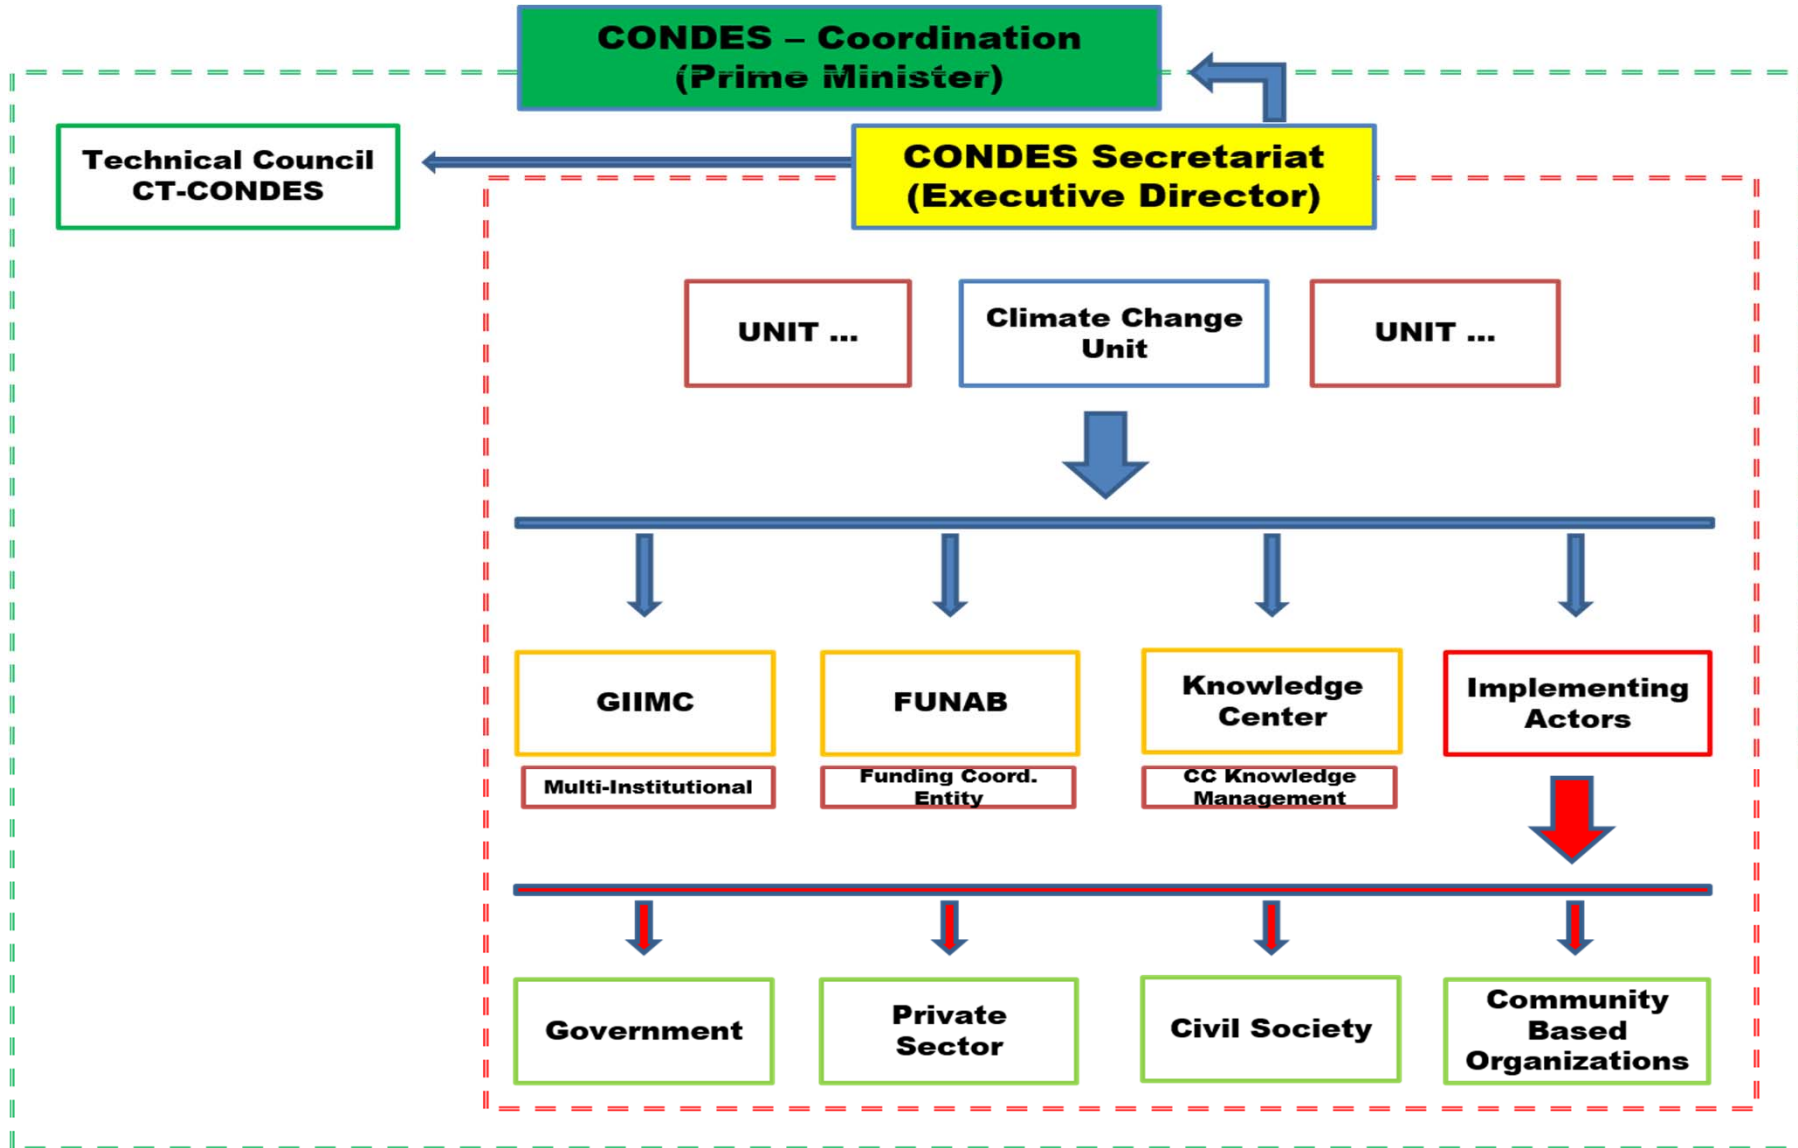 CONDES – Coordination
(Prime Minister)
Technical Council
CT-CONDES
CONDES Secretariat
(Executive Director)
UNIT ...
Climate Change
Unit
UNIT ...
GIIMC
FUNAB
Knowledge
Center
Implementing
Actors
Multi-Institutional
Funding Coord.
Entity
CC Knowledge
Management
Government
Private
Sector
Civil Society
Community
Based
Organizations